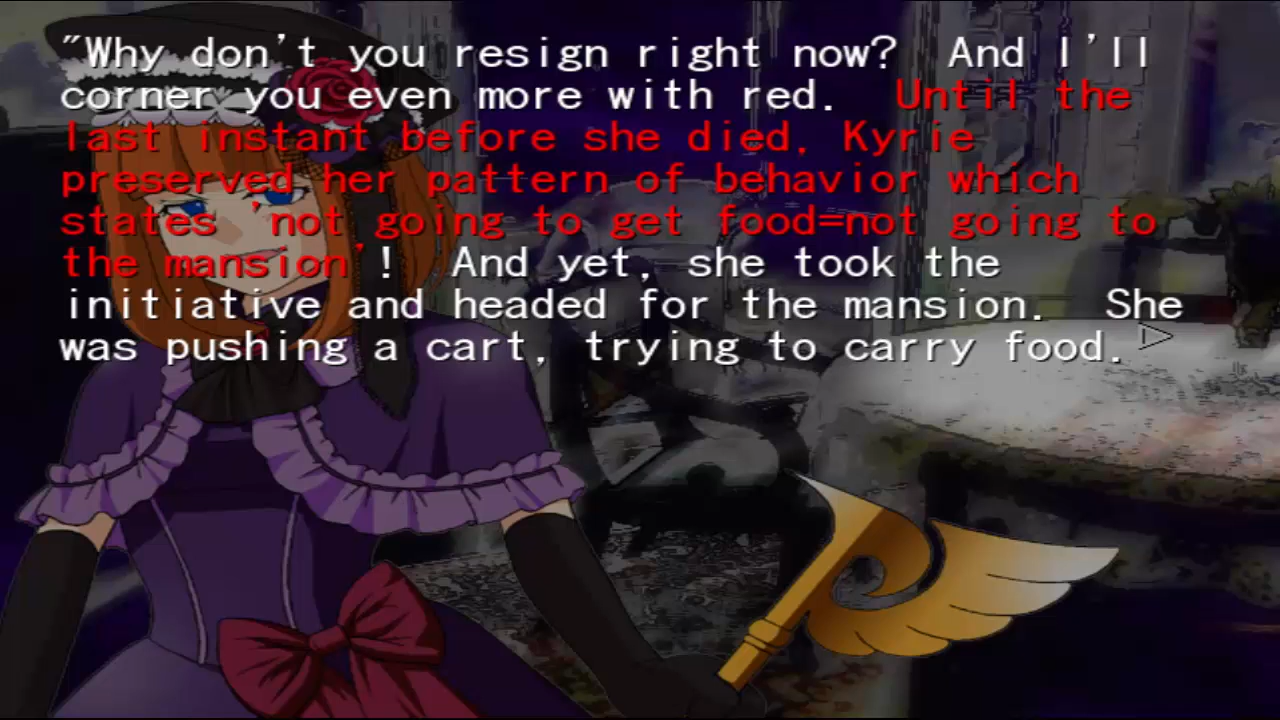 "Why don't you resign right now?  And I'll
corner you even more with red.  Until the
last instant before she died, Kyrie
preserved her pattern of behavior which
states 'not going to get food=not going to
the mansion'!  And yet, she took the
initiative and headed for the mansion.  She
was pushing a cart, trying to carry food.